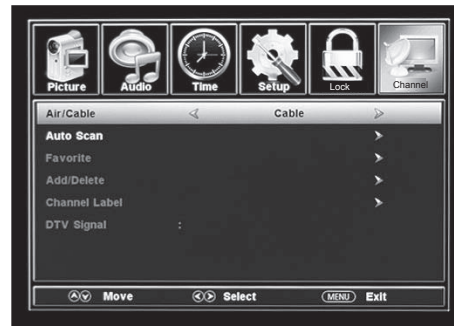 Picture Audio Time Setup Lock Channel
Air/Cable Cable
Auto Scan
Favorite
Add/Delete
Channel Label
DTV Signal :
Move Select MENU Exit